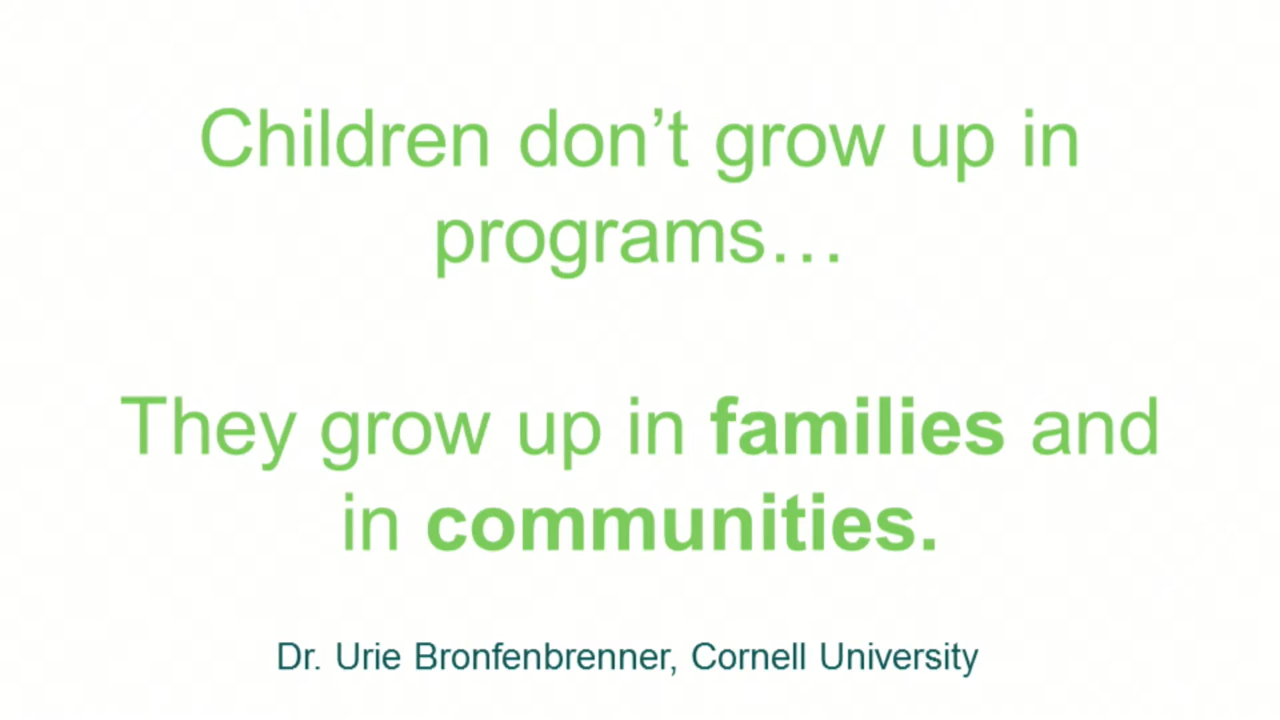 Children don’t grow up in
programs…
They grow up in families and
in communities.
Dr. Urie Bronfenbrenner, Cornell University